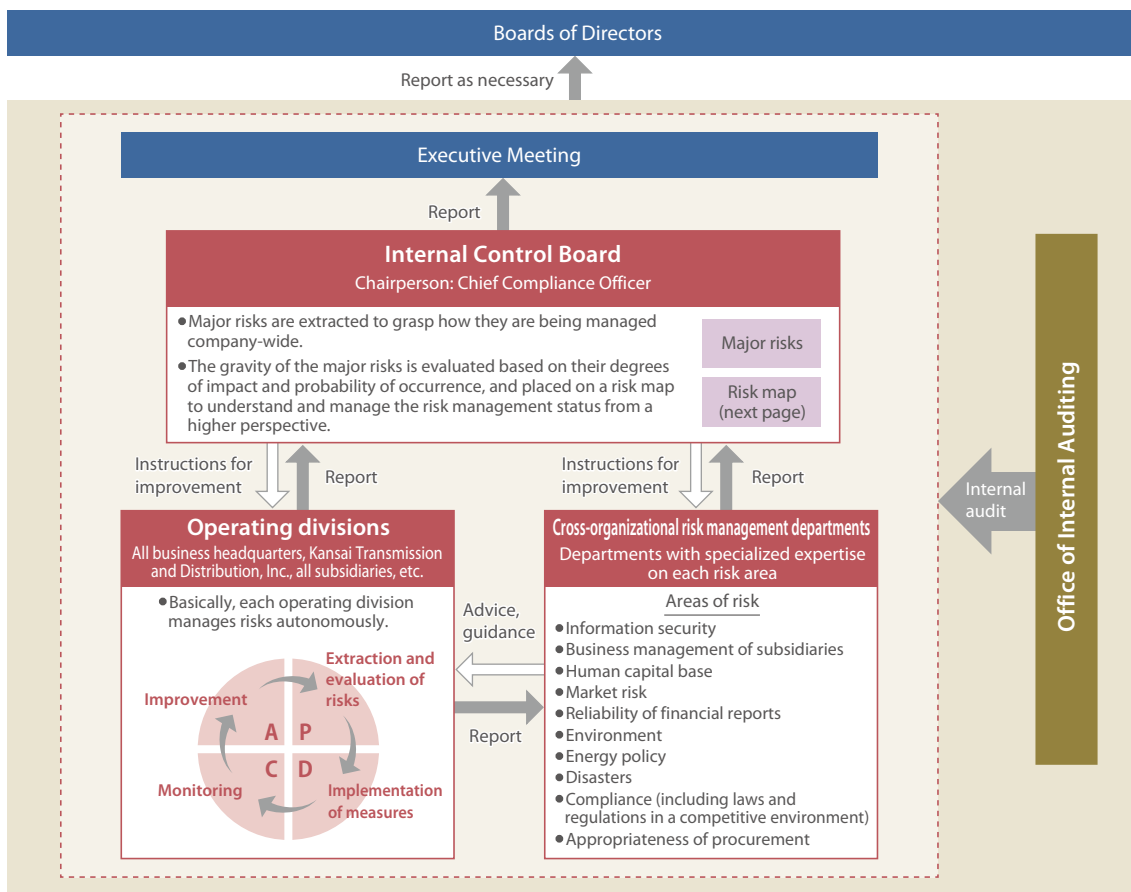 Boards of Directors
Report as necessary
Executive Meeting
Report
Internal Control Board
Chairperson: Chief Compliance Officer
●Major risks are extracted to grasp how they are being managed
company-wide.
●The gravity of the major risks is evaluated based on their degrees
of impact and probability of occurrence, and placed on a risk map
to understand and manage the risk management status from a
higher perspective.
Major risks
Risk map
(next page)
Instructions for
improvement
Report
Instructions for
improvement
Report
Operating divisions
All business headquarters, Kansai Transmission
and Distribution, Inc., all subsidiaries, etc.
●Basically, each operating division
manages risks autonomously.
Extraction and
evaluation of
risks
Improvement
A P
C D
Monitoring
Implementation
of measures
Advice,
guidance
Report
Cross-organizational risk management departments
Departments with specialized expertise
on each risk area
Areas of risk
●Information security
●Business management of subsidiaries
●Human capital base
●Market risk
●Reliability of financial reports
●Environment
●Energy policy
●Disasters
●Compliance (including laws and
regulations in a competitive environment)
●Appropriateness of procurement
Internal
audit
Office of Internal Auditing